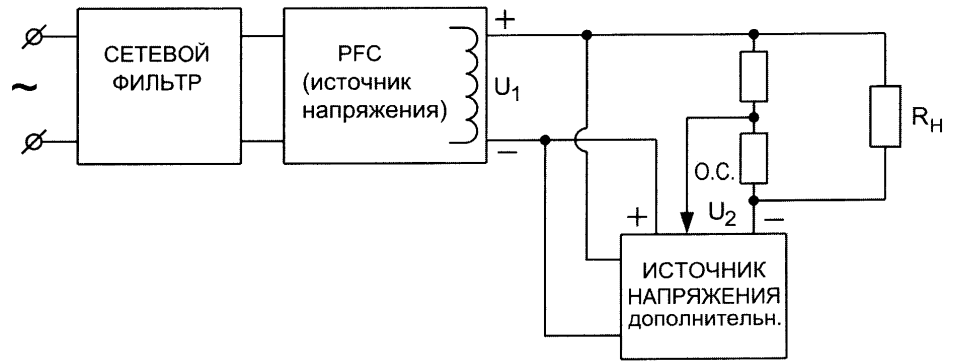 ~
СЕТЕВОЙ
ФИЛЬТР
PFC
(источник
напряжения)
+
U1
−
RН
О.С.
+
U2
−
ИСТОЧНИК
НАПРЯЖЕНИЯ
дополнительн.